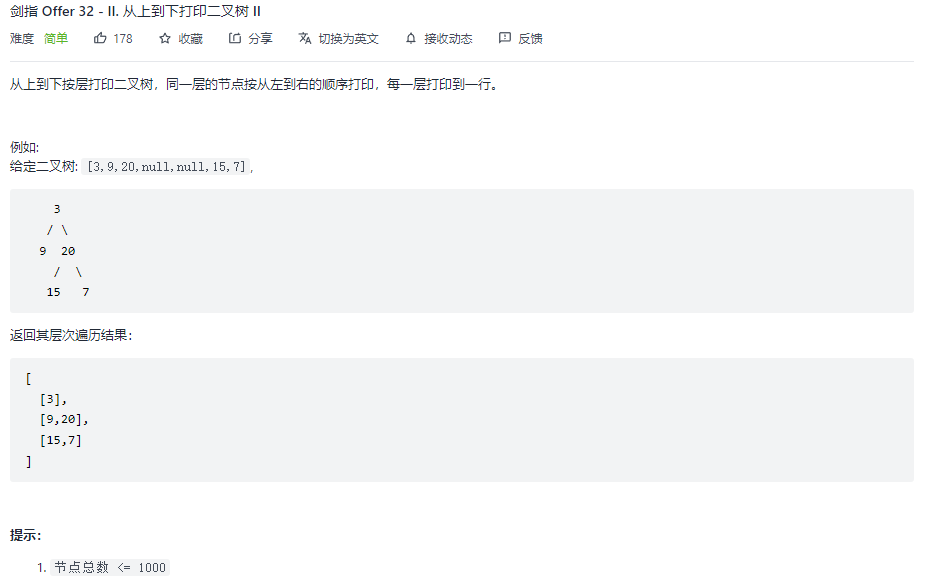 剑指 Offer 32 - II. 从上到下打印二叉树 II
难度 简单 178 收藏 分享 切换为英文 接收动态 反馈
从上到下按层打印二叉树，同一层的节点按从左到右的顺序打印，每一层打印到一行。
例如:
给定二叉树: [3,9,20,null,null,15,7],
3
/ \
9 20
/ \
15 7
返回其层次遍历结果：
[
[3],
[9,20],
[15,7]
]
提示：
1. 节点总数 <= 1000